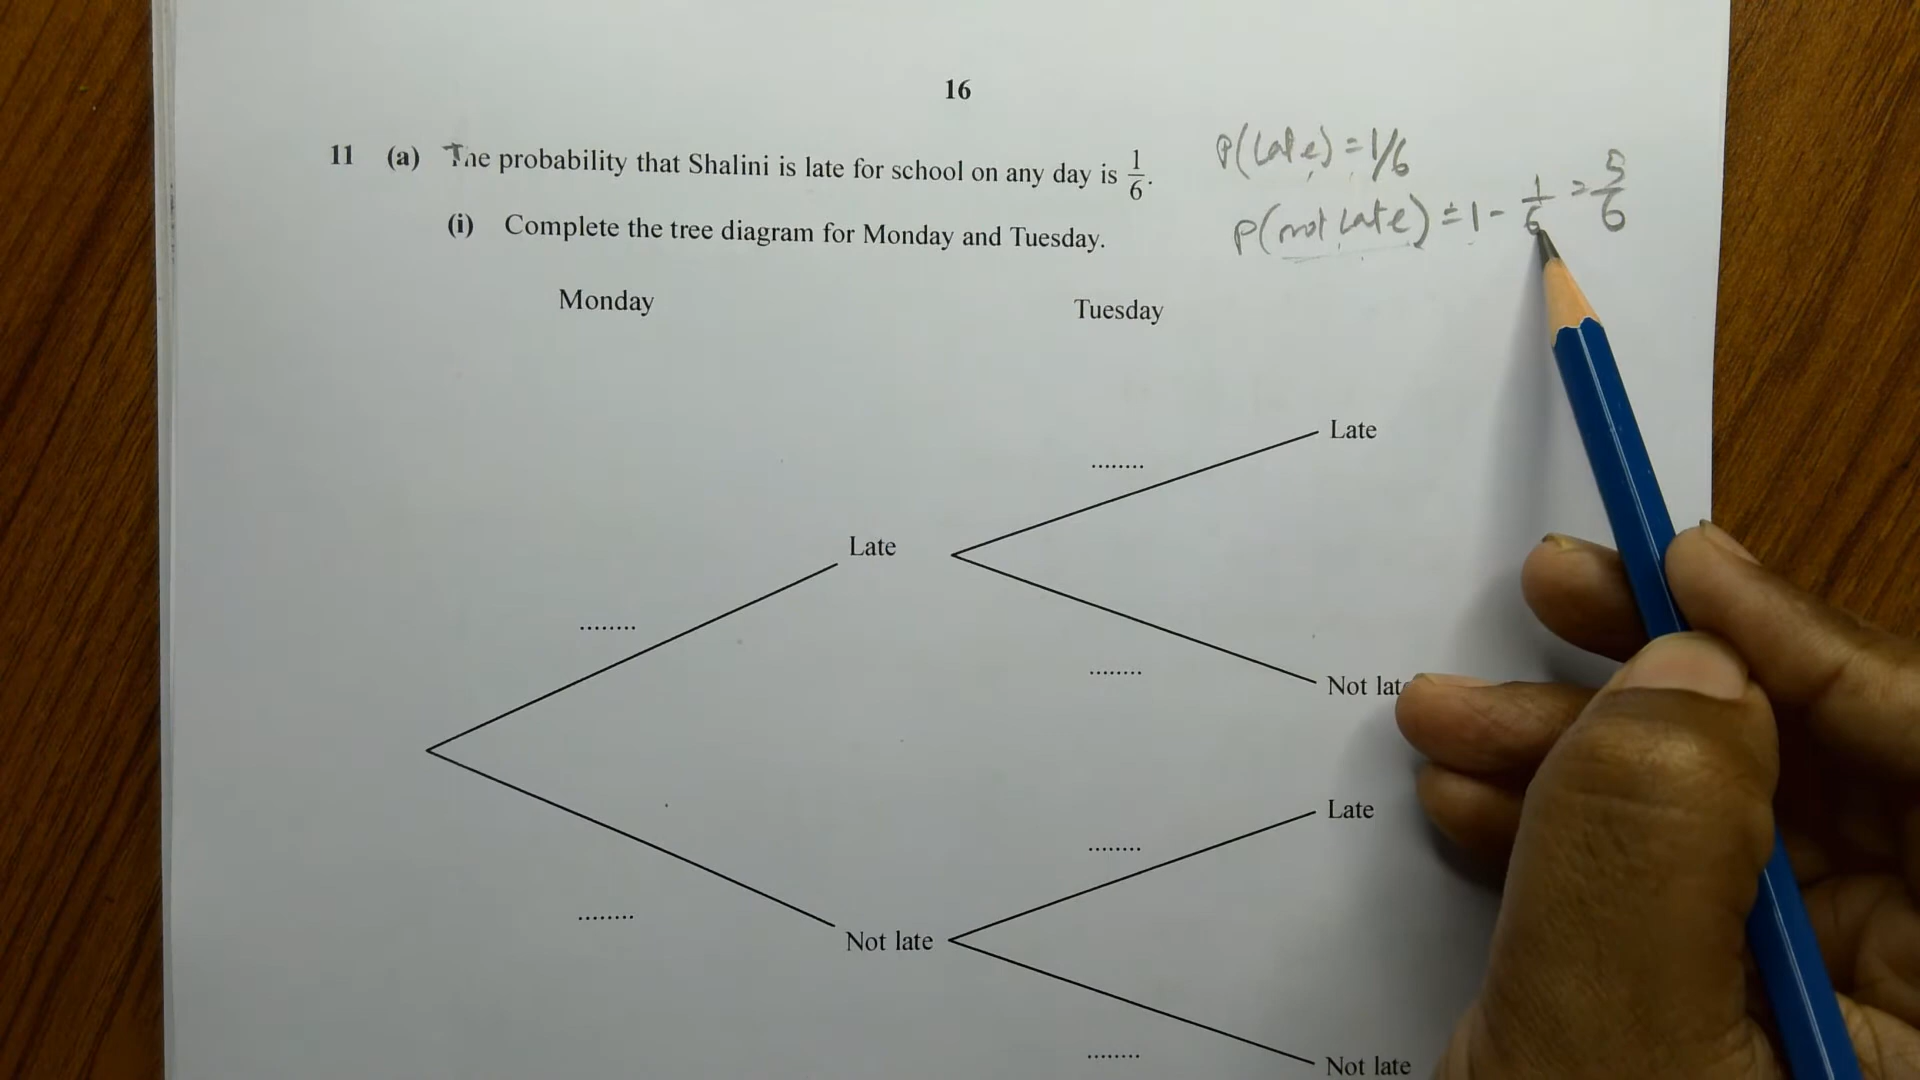 16
11 (a) The probability that Shalini is late for school on any day is 1/6.
P(Late) = 1/6
P(not Late) = 1 - 1/6 = 5/6
(i) Complete the tree diagram for Monday and Tuesday.
Monday
Tuesday
........ Late
Late
........
........ Not late
........ Late
........
Not late
........ Not late